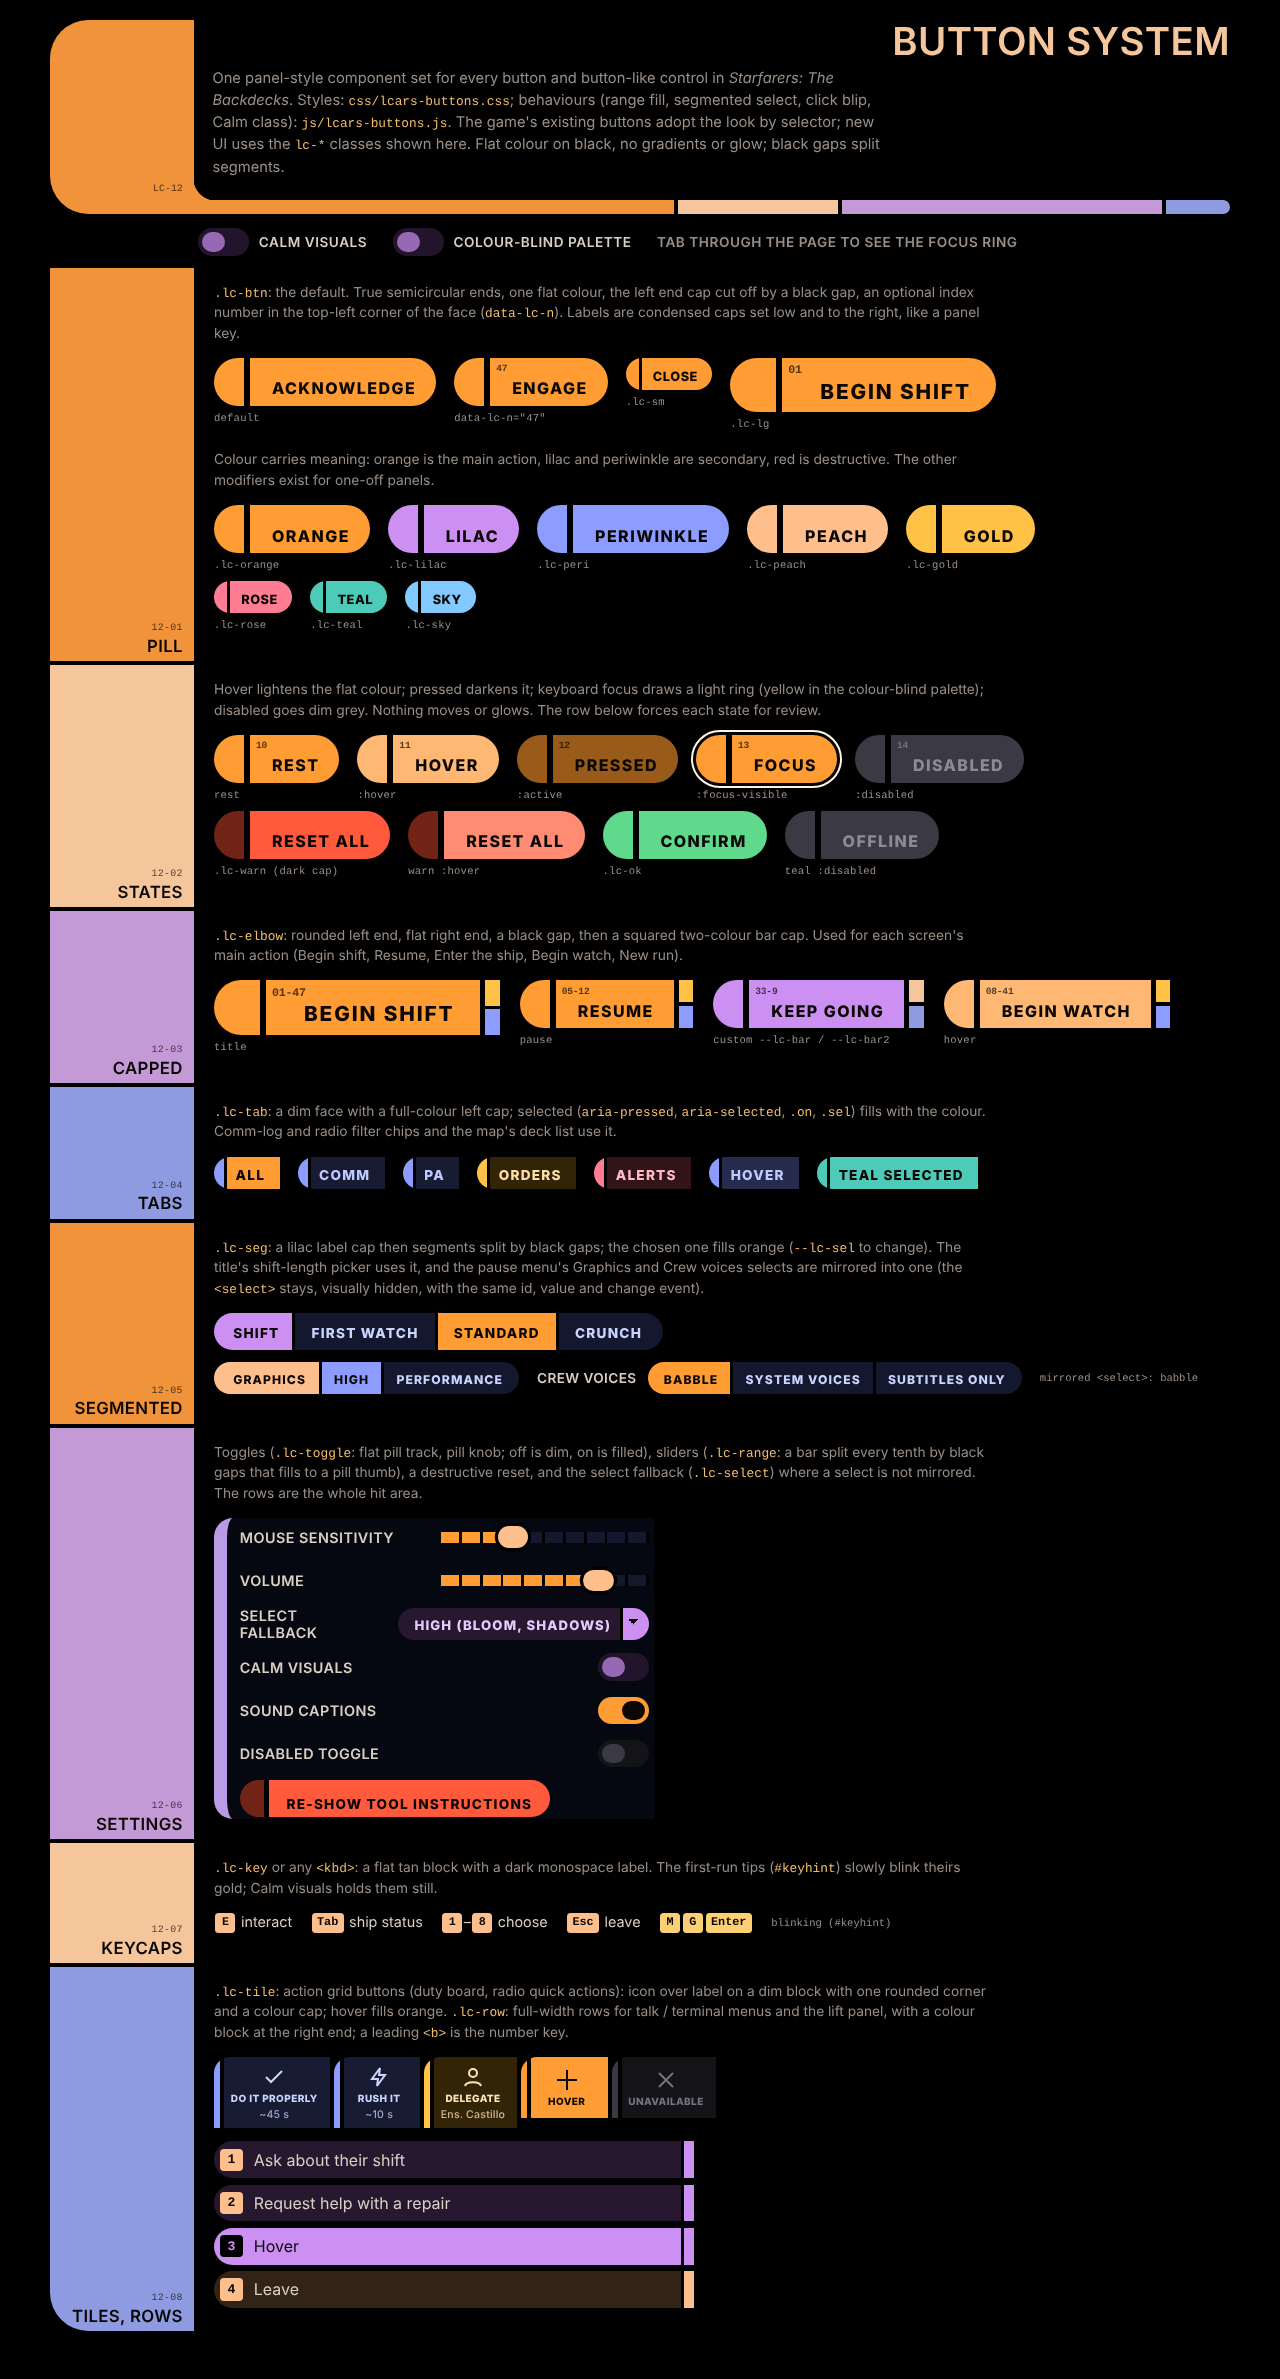 BUTTON SYSTEM
One panel-style component set for every button and button-like control in Starfarers: The
Backdecks. Styles: css/lcars-buttons.css; behaviours (range fill, segmented select, click blip,
Calm class): js/lcars-buttons.js. The game's existing buttons adopt the look by selector; new
UI uses the lc-* classes shown here. Flat colour on black, no gradients or glow; black gaps split
segments.
LC-12
CALM VISUALS COLOUR-BLIND PALETTE TAB THROUGH THE PAGE TO SEE THE FOCUS RING
.lc-btn: the default. True semicircular ends, one flat colour, the left end cap cut off by a black gap, an optional index
number in the top-left corner of the face (data-lc-n). Labels are condensed caps set low and to the right, like a panel
key.
ACKNOWLEDGE 47 ENGAGE CLOSE 01 BEGIN SHIFT
default data-lc-n="47" .lc-sm .lc-lg
Colour carries meaning: orange is the main action, lilac and periwinkle are secondary, red is destructive. The other
modifiers exist for one-off panels.
ORANGE LILAC PERIWINKLE PEACH GOLD
.lc-orange .lc-lilac .lc-peri .lc-peach .lc-gold
ROSE TEAL SKY
.lc-rose .lc-teal .lc-sky
12-01
PILL
Hover lightens the flat colour; pressed darkens it; keyboard focus draws a light ring (yellow in the colour-blind palette);
disabled goes dim grey. Nothing moves or glows. The row below forces each state for review.
10 REST 11 HOVER 12 PRESSED 13 FOCUS 14 DISABLED
rest :hover :active :focus-visible :disabled
RESET ALL RESET ALL CONFIRM OFFLINE
.lc-warn (dark cap) warn :hover .lc-ok teal :disabled
12-02
STATES
.lc-elbow: rounded left end, flat right end, a black gap, then a squared two-colour bar cap. Used for each screen's
main action (Begin shift, Resume, Enter the ship, Begin watch, New run).
01-47 BEGIN SHIFT 05-12 RESUME 33-9 KEEP GOING 08-41 BEGIN WATCH
title pause custom --lc-bar / --lc-bar2 hover
12-03
CAPPED
.lc-tab: a dim face with a full-colour left cap; selected (aria-pressed, aria-selected, .on, .sel) fills with the colour.
Comm-log and radio filter chips and the map's deck list use it.
ALL COMM PA ORDERS ALERTS HOVER TEAL SELECTED
12-04
TABS
.lc-seg: a lilac label cap then segments split by black gaps; the chosen one fills orange (--lc-sel to change). The
title's shift-length picker uses it, and the pause menu's Graphics and Crew voices selects are mirrored into one (the
<select> stays, visually hidden, with the same id, value and change event).
SHIFT FIRST WATCH STANDARD CRUNCH
GRAPHICS HIGH PERFORMANCE CREW VOICES BABBLE SYSTEM VOICES SUBTITLES ONLY mirrored <select>: babble
12-05
SEGMENTED
Toggles (.lc-toggle: flat pill track, pill knob; off is dim, on is filled), sliders (.lc-range: a bar split every tenth by black
gaps that fills to a pill thumb), a destructive reset, and the select fallback (.lc-select) where a select is not mirrored.
The rows are the whole hit area.
MOUSE SENSITIVITY
VOLUME
SELECT
FALLBACK
HIGH (BLOOM, SHADOWS)
CALM VISUALS
SOUND CAPTIONS
DISABLED TOGGLE
RE-SHOW TOOL INSTRUCTIONS
12-06
SETTINGS
.lc-key or any <kbd>: a flat tan block with a dark monospace label. The first-run tips (#keyhint) slowly blink theirs
gold; Calm visuals holds them still.
E interact Tab ship status 1–8 choose Esc leave M G Enter blinking (#keyhint)
12-07
KEYCAPS
.lc-tile: action grid buttons (duty board, radio quick actions): icon over label on a dim block with one rounded corner
and a colour cap; hover fills orange. .lc-row: full-width rows for talk / terminal menus and the lift panel, with a colour
block at the right end; a leading <b> is the number key.
DO IT PROPERLY RUSH IT DELEGATE HOVER UNAVAILABLE
~45 s ~10 s Ens. Castillo
1 Ask about their shift
2 Request help with a repair
3 Hover
4 Leave
12-08
TILES, ROWS